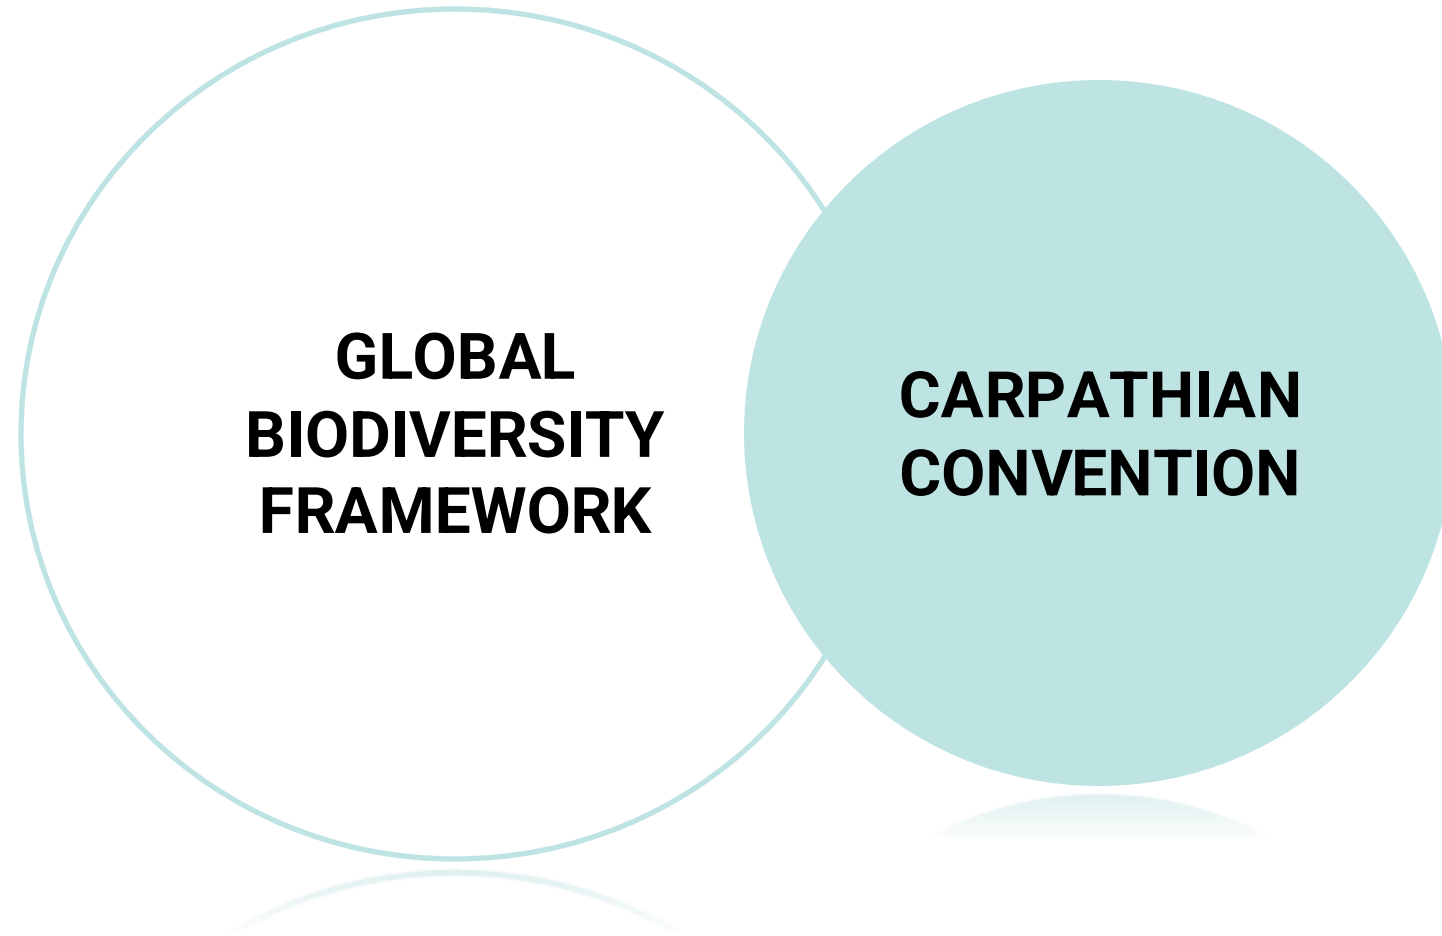 GLOBAL
BIODIVERSITY
FRAMEWORK
CARPATHIAN
CONVENTION